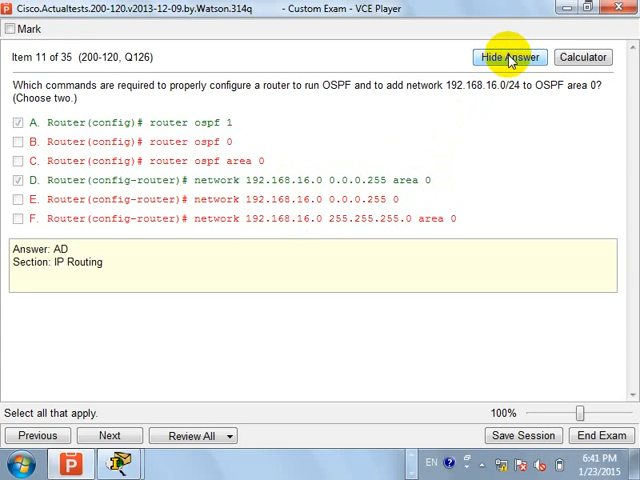 Cisco.Actualtests.200-120.v2013-12-09.by.Watson.314q - Custom Exam - VCE Player
Mark
Item 11 of 35 (200-120, Q126)
Hide Answer
Calculator
Which commands are required to properly configure a router to run OSPF and to add network 192.168.16.0/24 to OSPF area 0?
(Choose two.)
A. Router(config)# router ospf 1
B. Router(config)# router ospf 0
C. Router(config)# router ospf area 0
D. Router(config-router)# network 192.168.16.0 0.0.0.255 area 0
E. Router(config-router)# network 192.168.16.0 0.0.0.255 0
F. Router(config-router)# network 192.168.16.0 255.255.255.0 area 0
Answer: AD
Section: IP Routing
Select all that apply.
100%
Previous
Next
Review All
Save Session
End Exam
EN
6:41 PM
1/23/2015